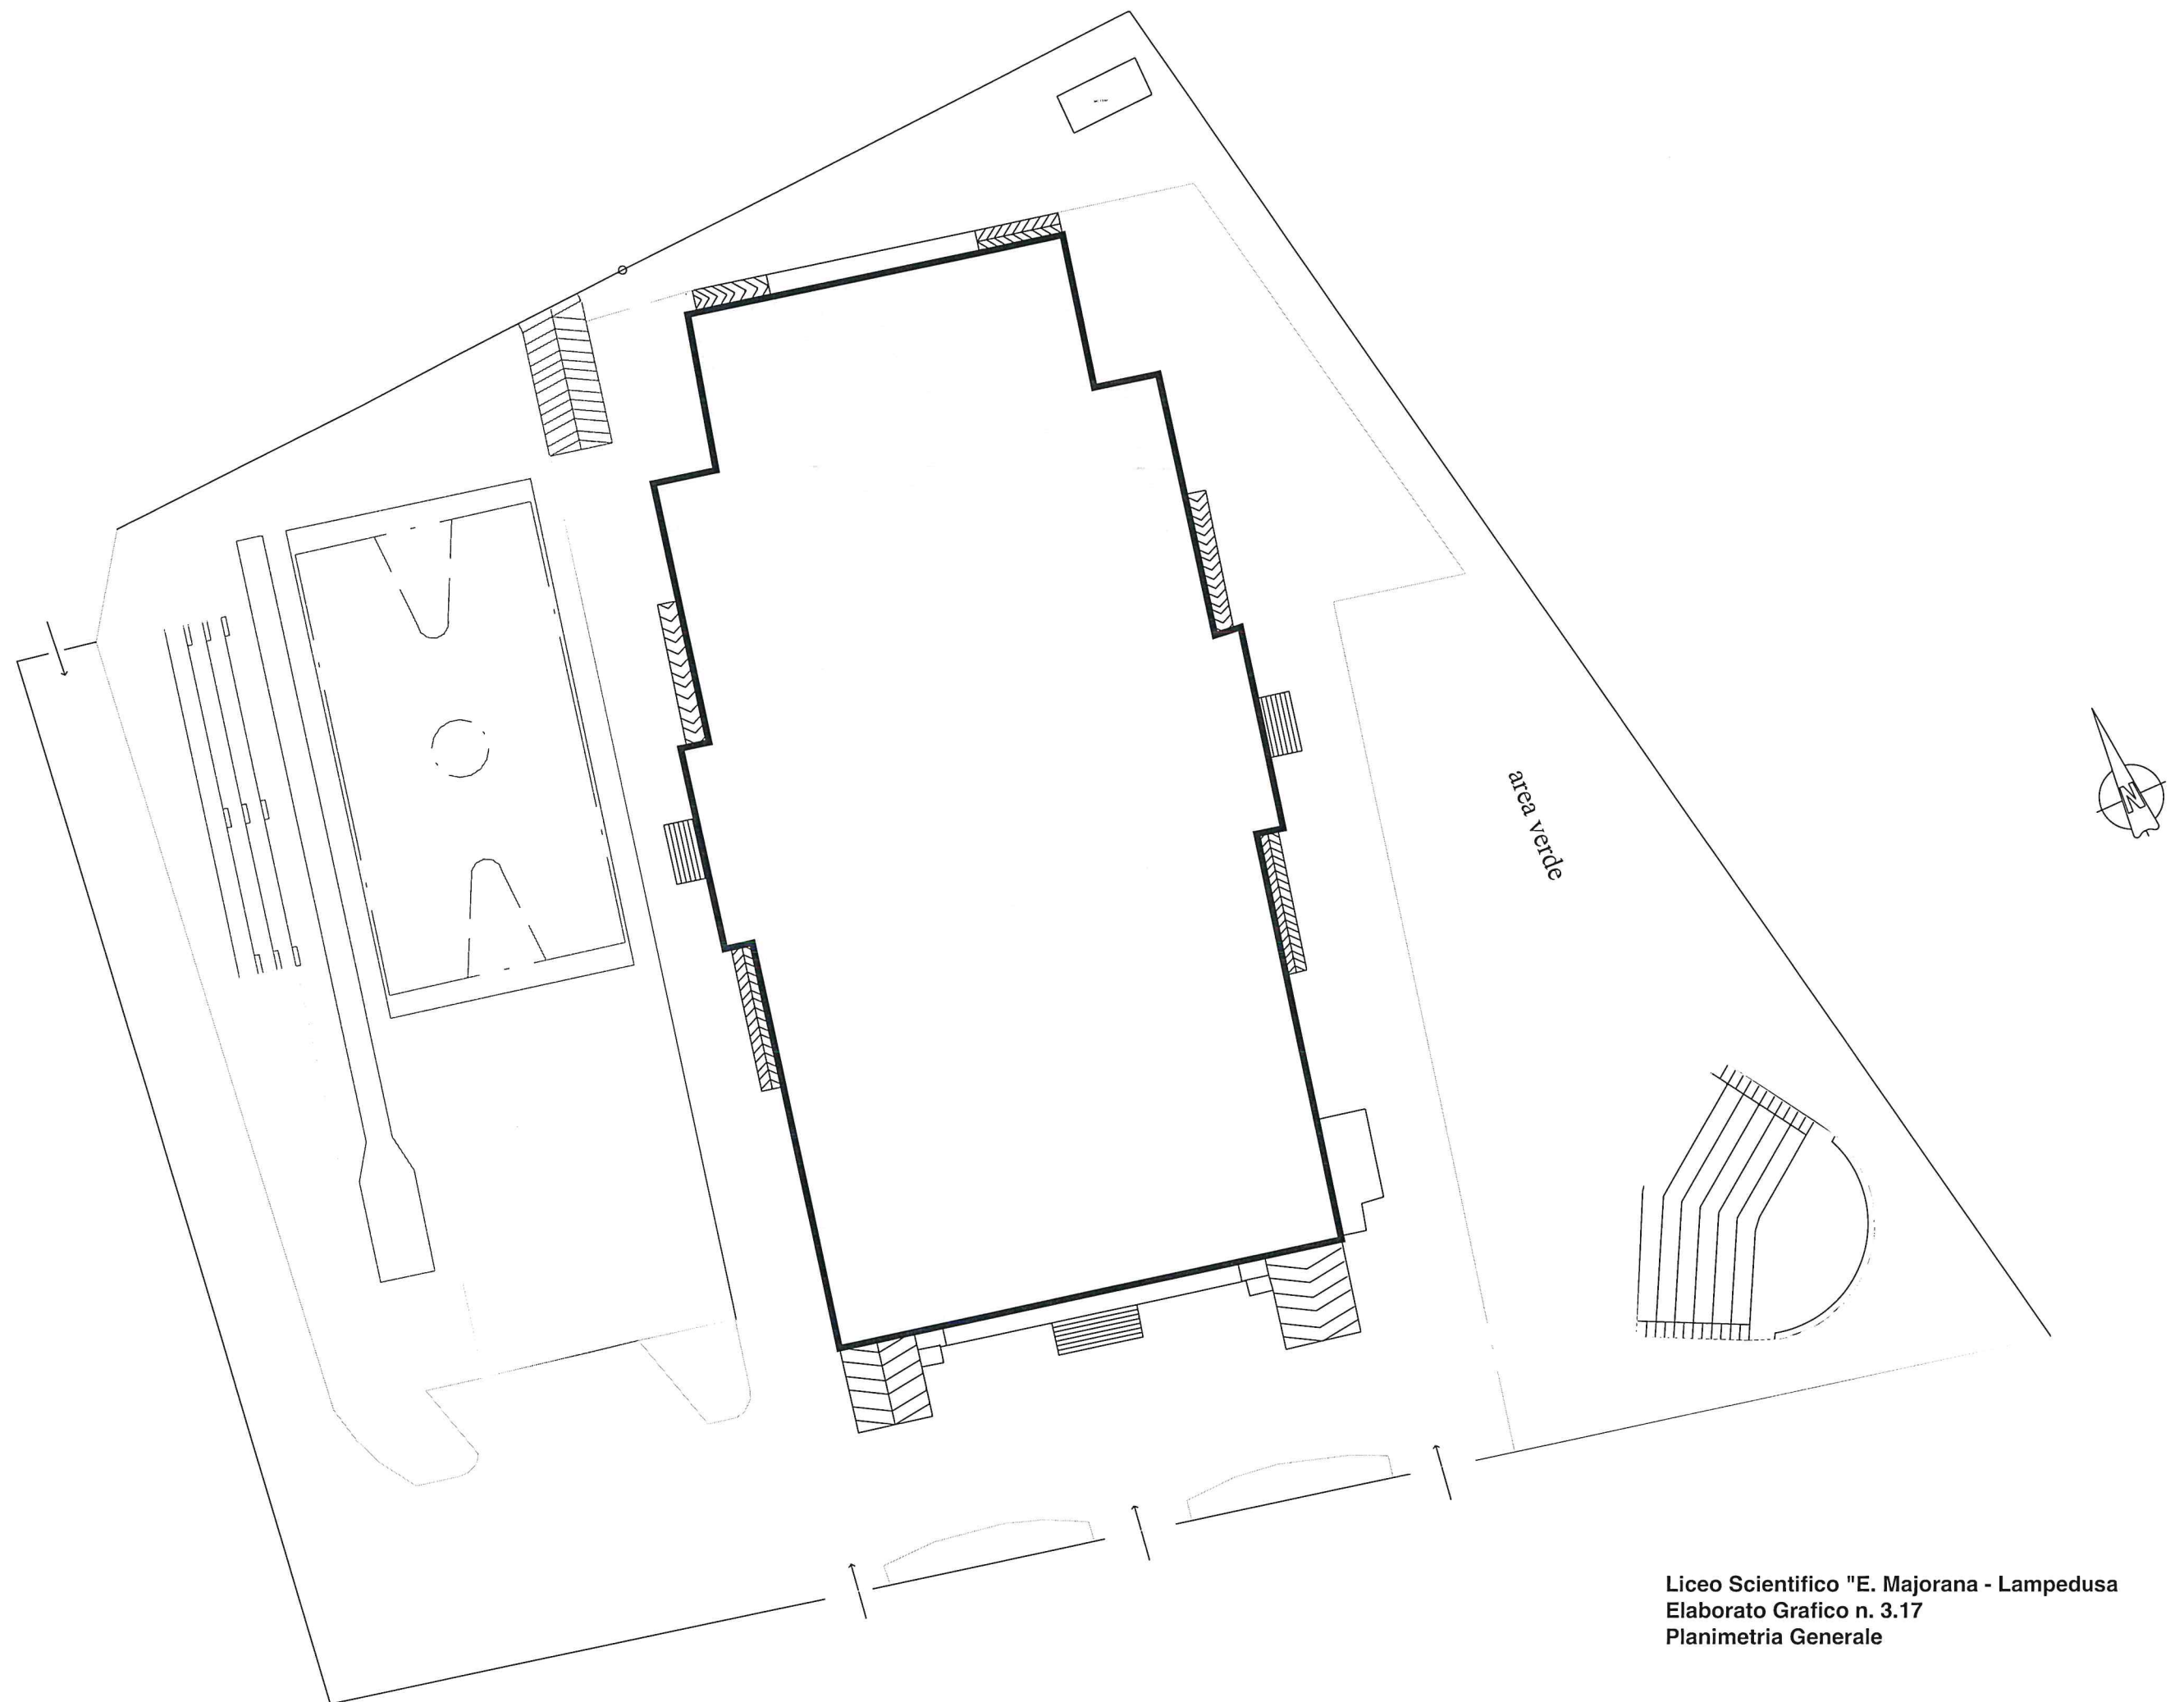 area verde
N
Liceo Scientifico "E. Majorana - Lampedusa
Elaborato Grafico n. 3.17
Planimetria Generale